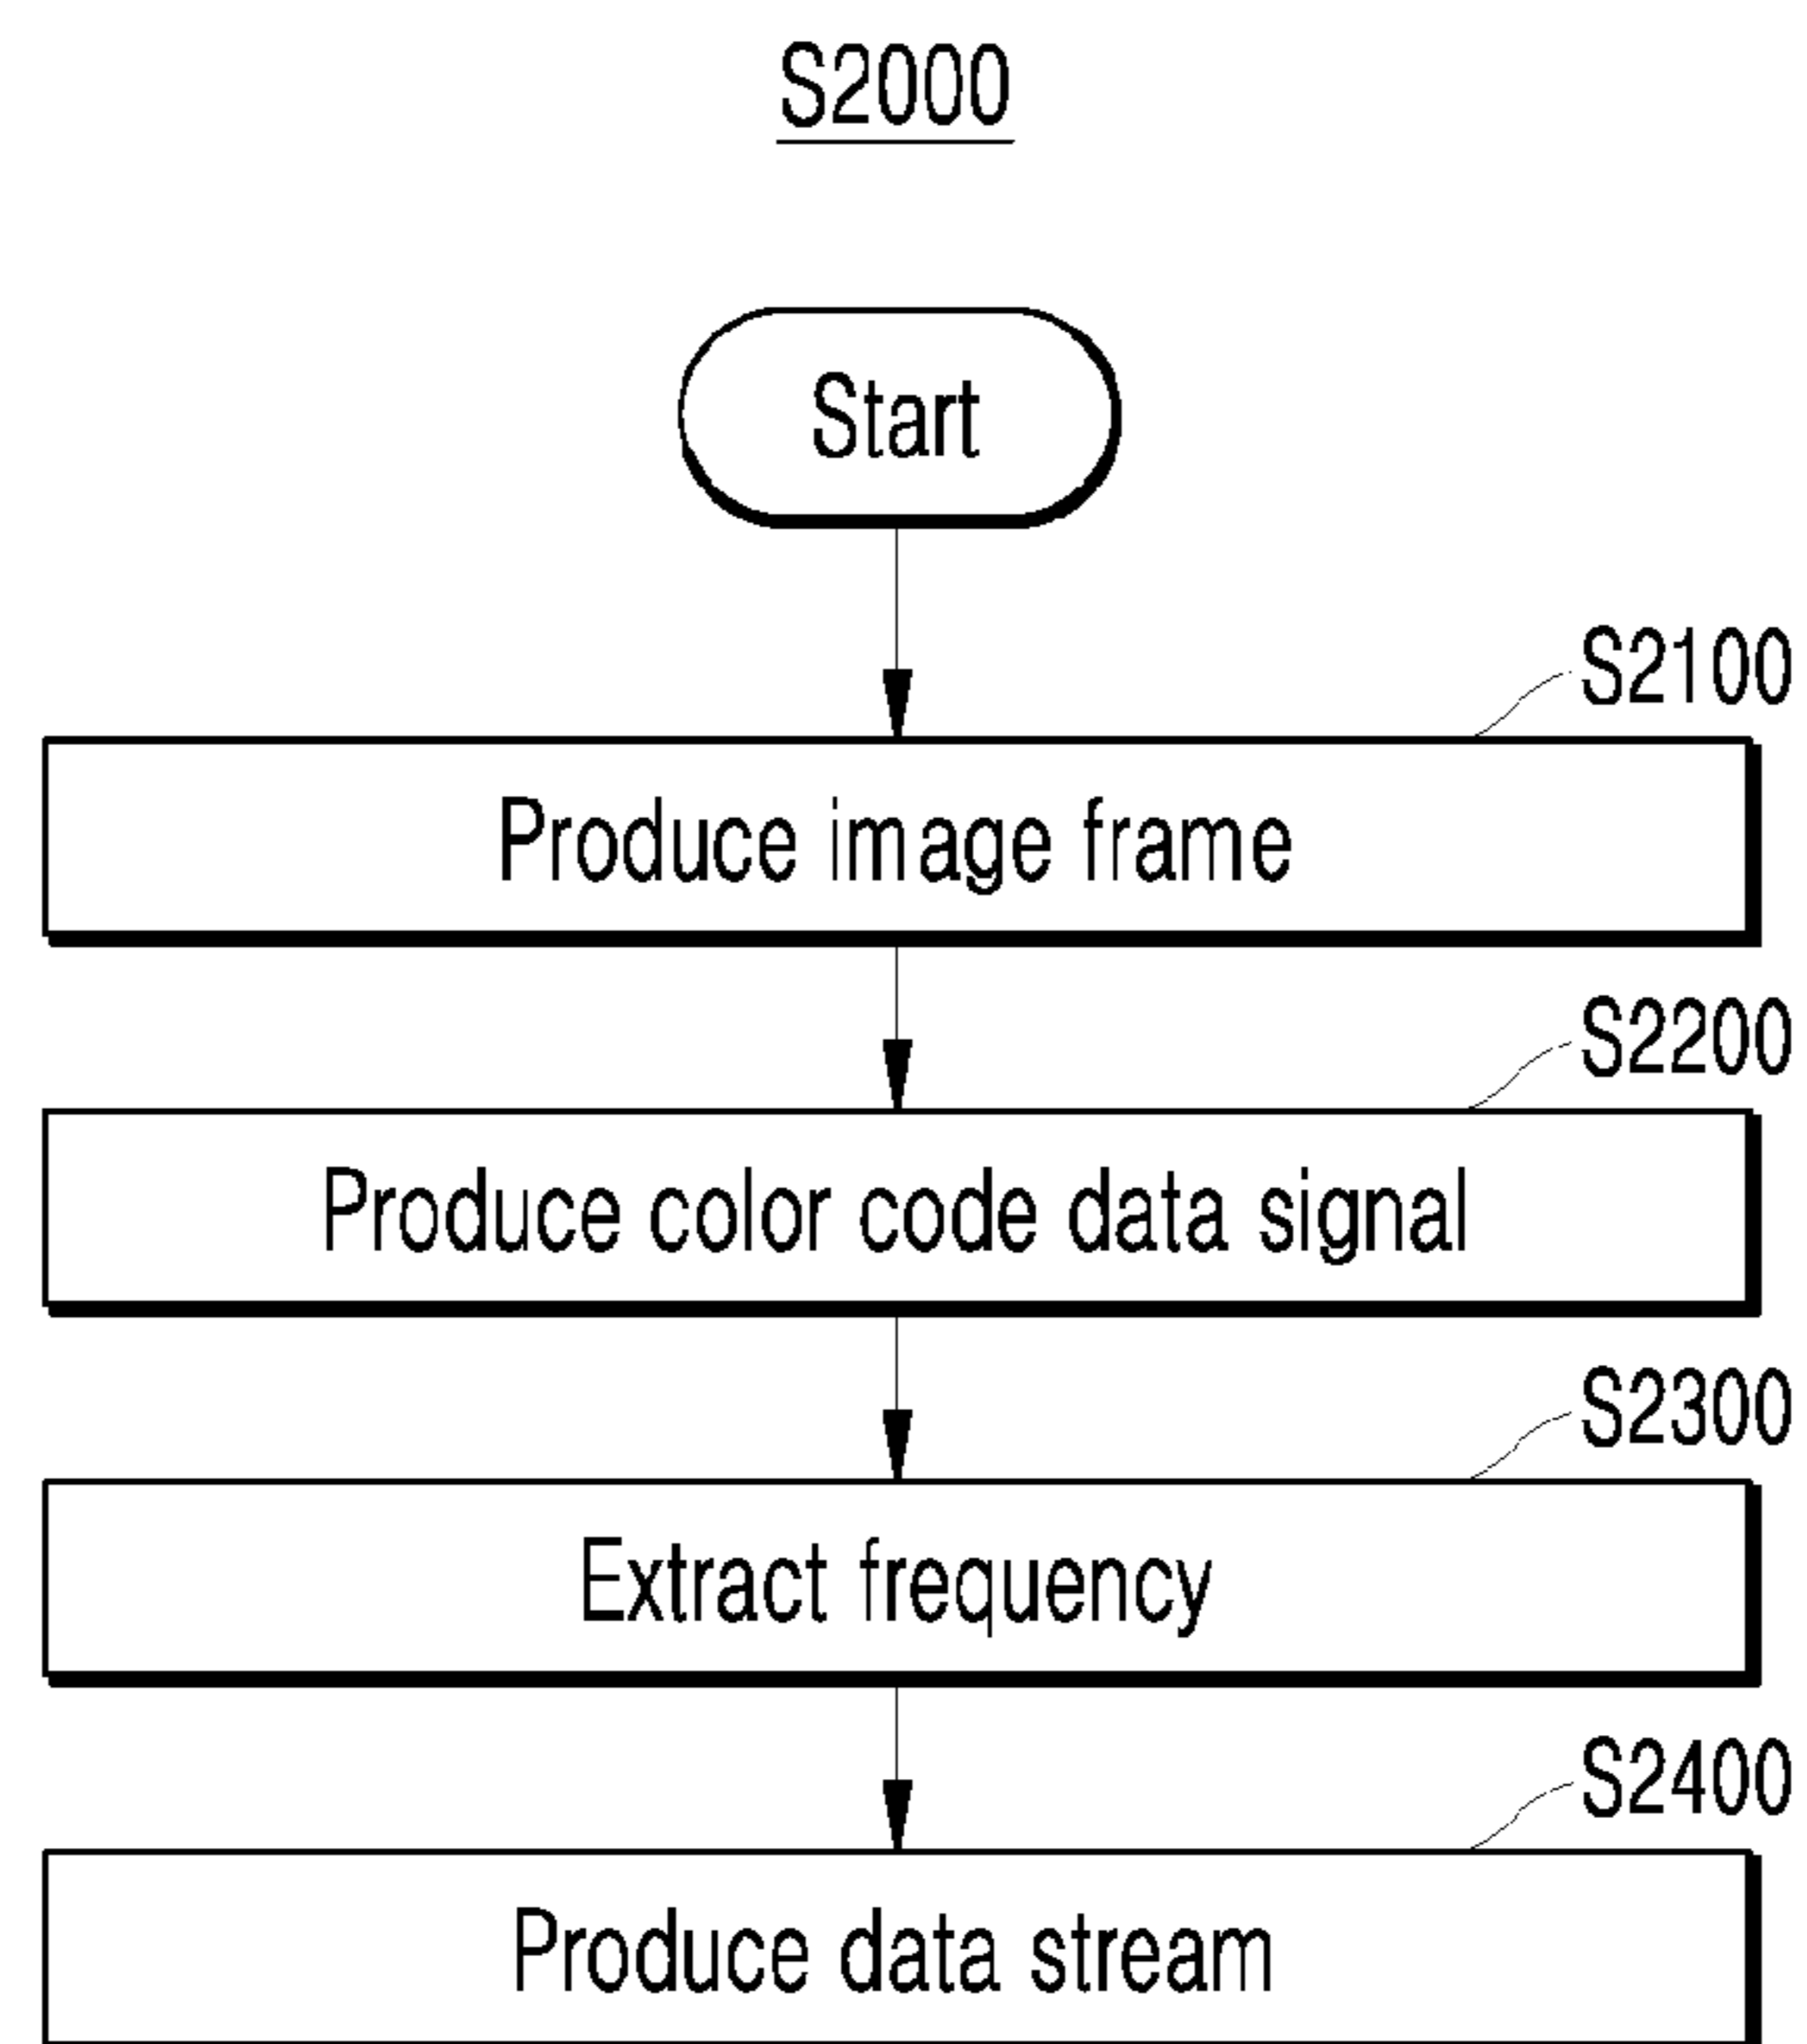 S2000
Start
S2100
Produce image frame
S2200
Produce color code data signal
S2300
Extract frequency
S2400
Produce data stream